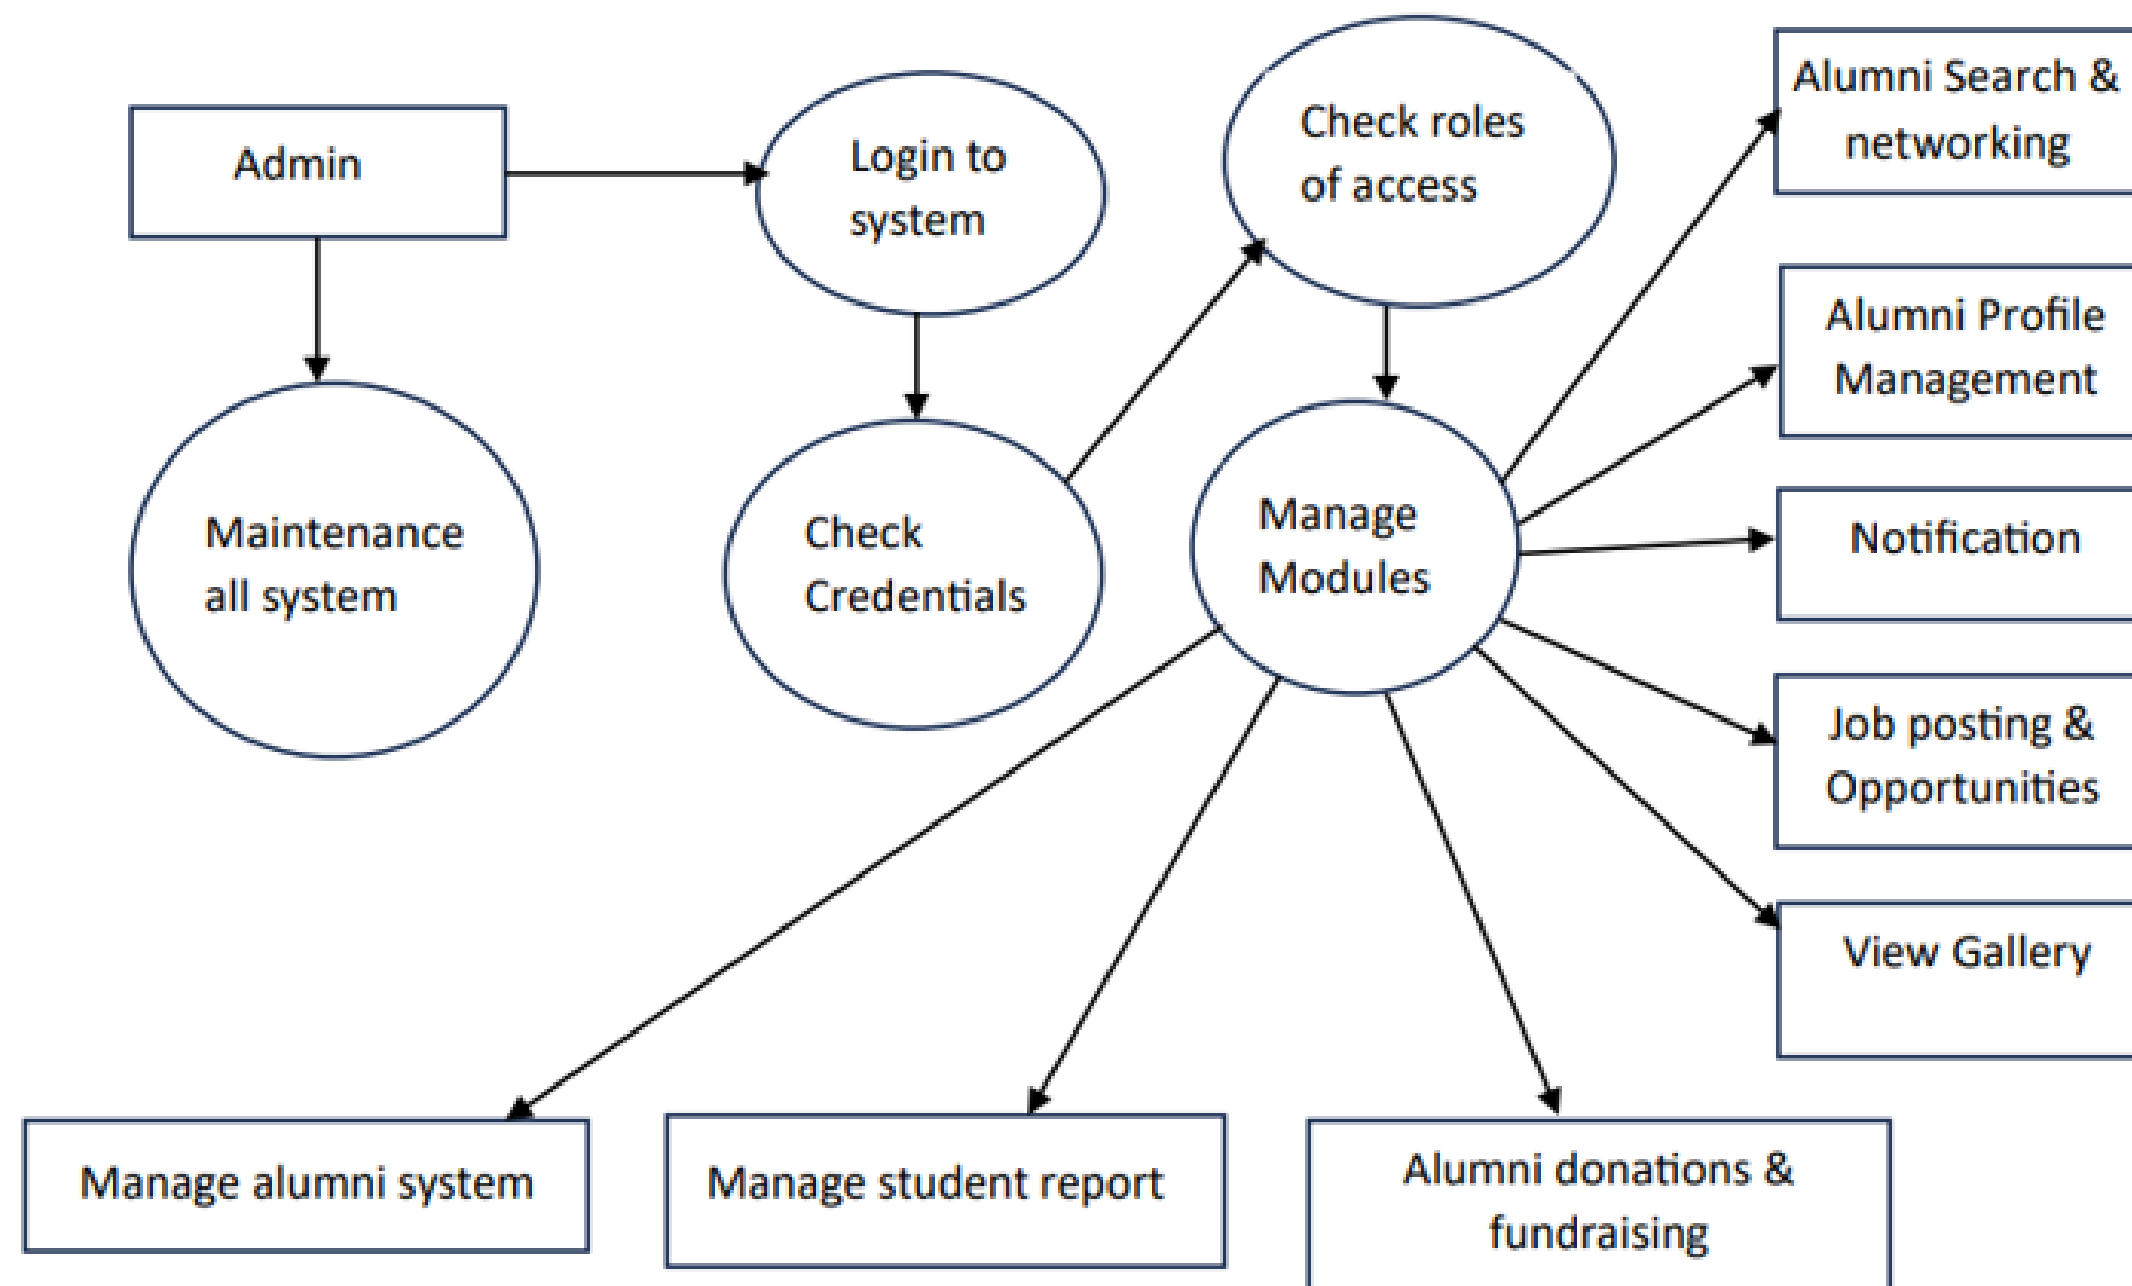 Admin
Login to
system
Check roles
of access
Alumni Search &
networking
Alumni Profile
Management
Maintenance
all system
Check
Credentials
Manage
Modules
Notification
Job posting &
Opportunities
View Gallery
Manage alumni system
Manage student report
Alumni donations &
fundraising